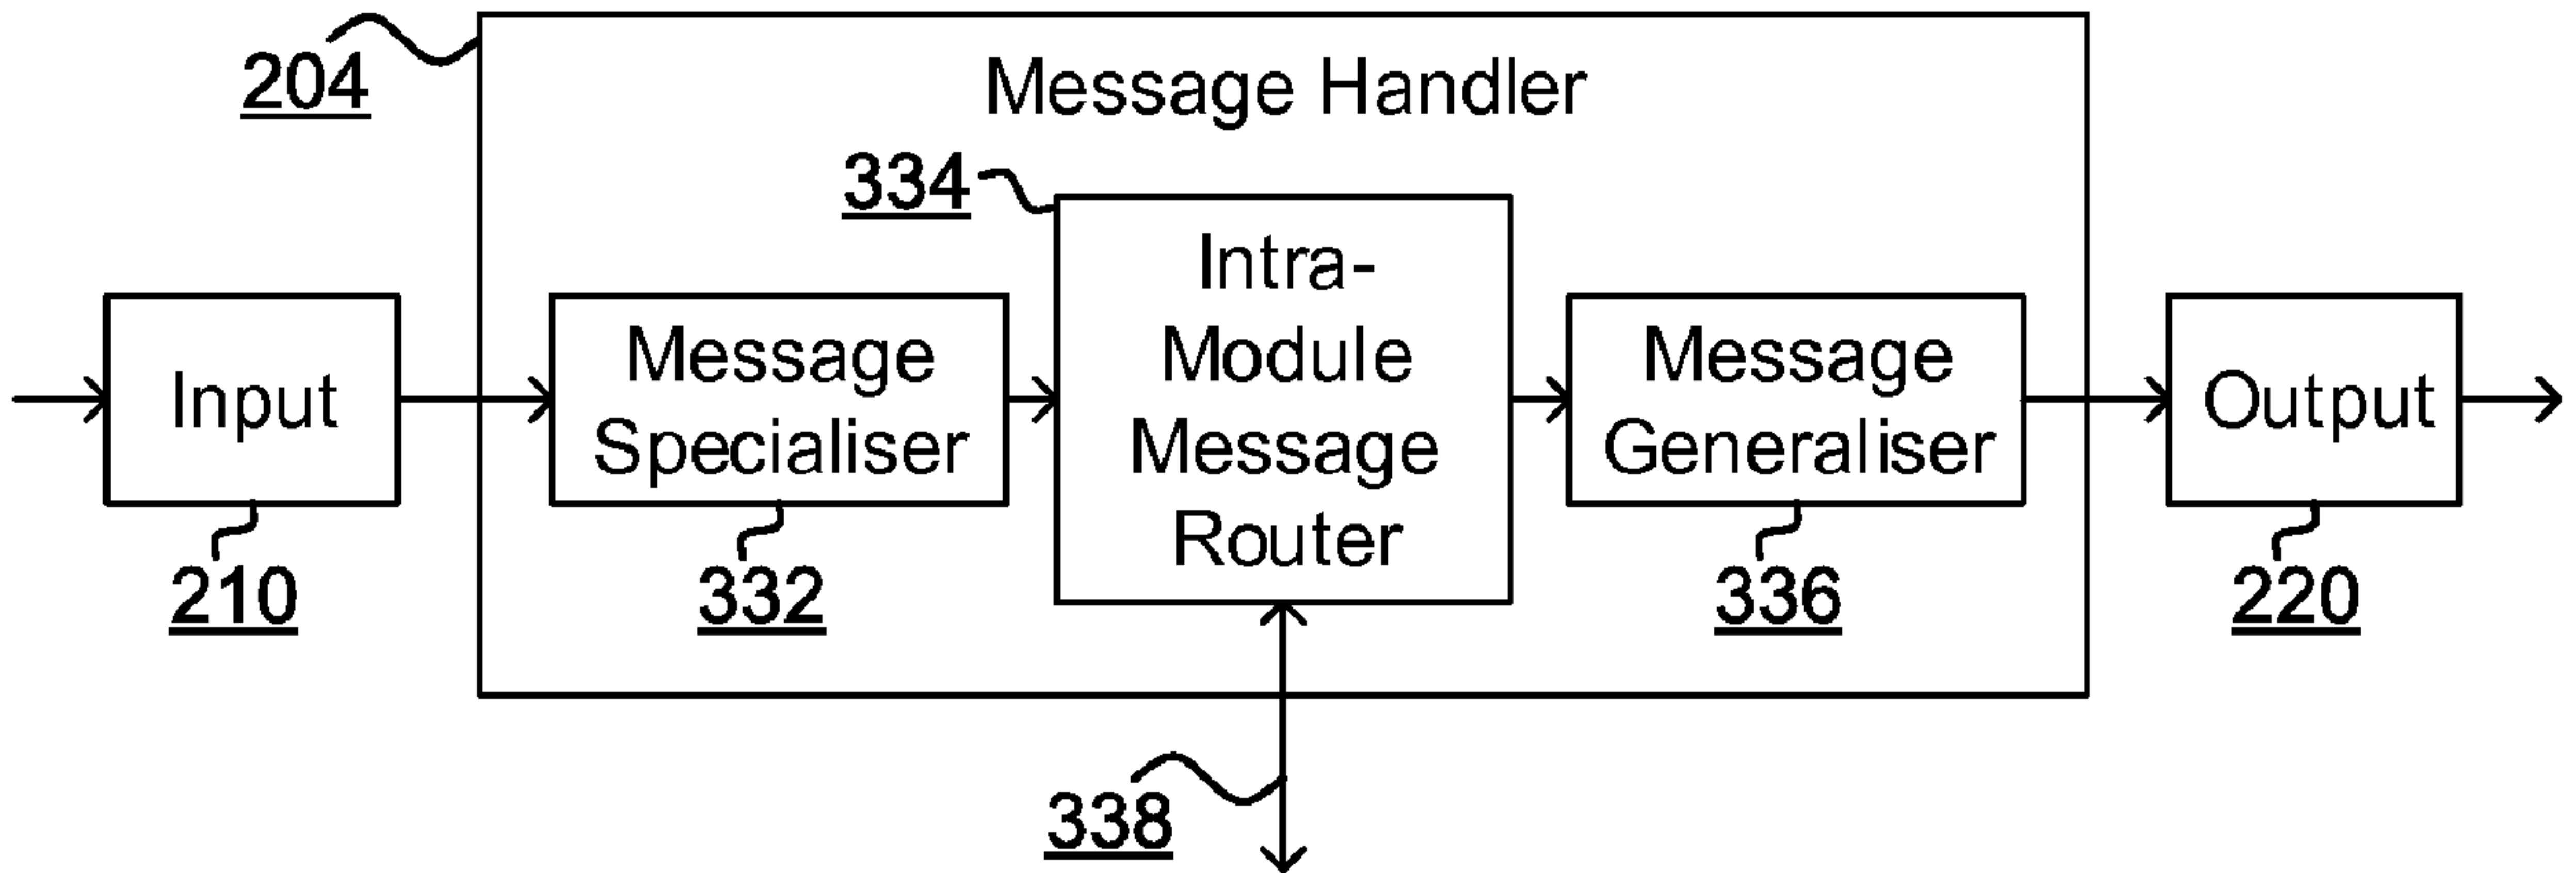 204
Message Handler
334
Intra-
Module
Message
Router
Input
210
Message
Specialiser
332
Message
Generaliser
336
Output
220
338